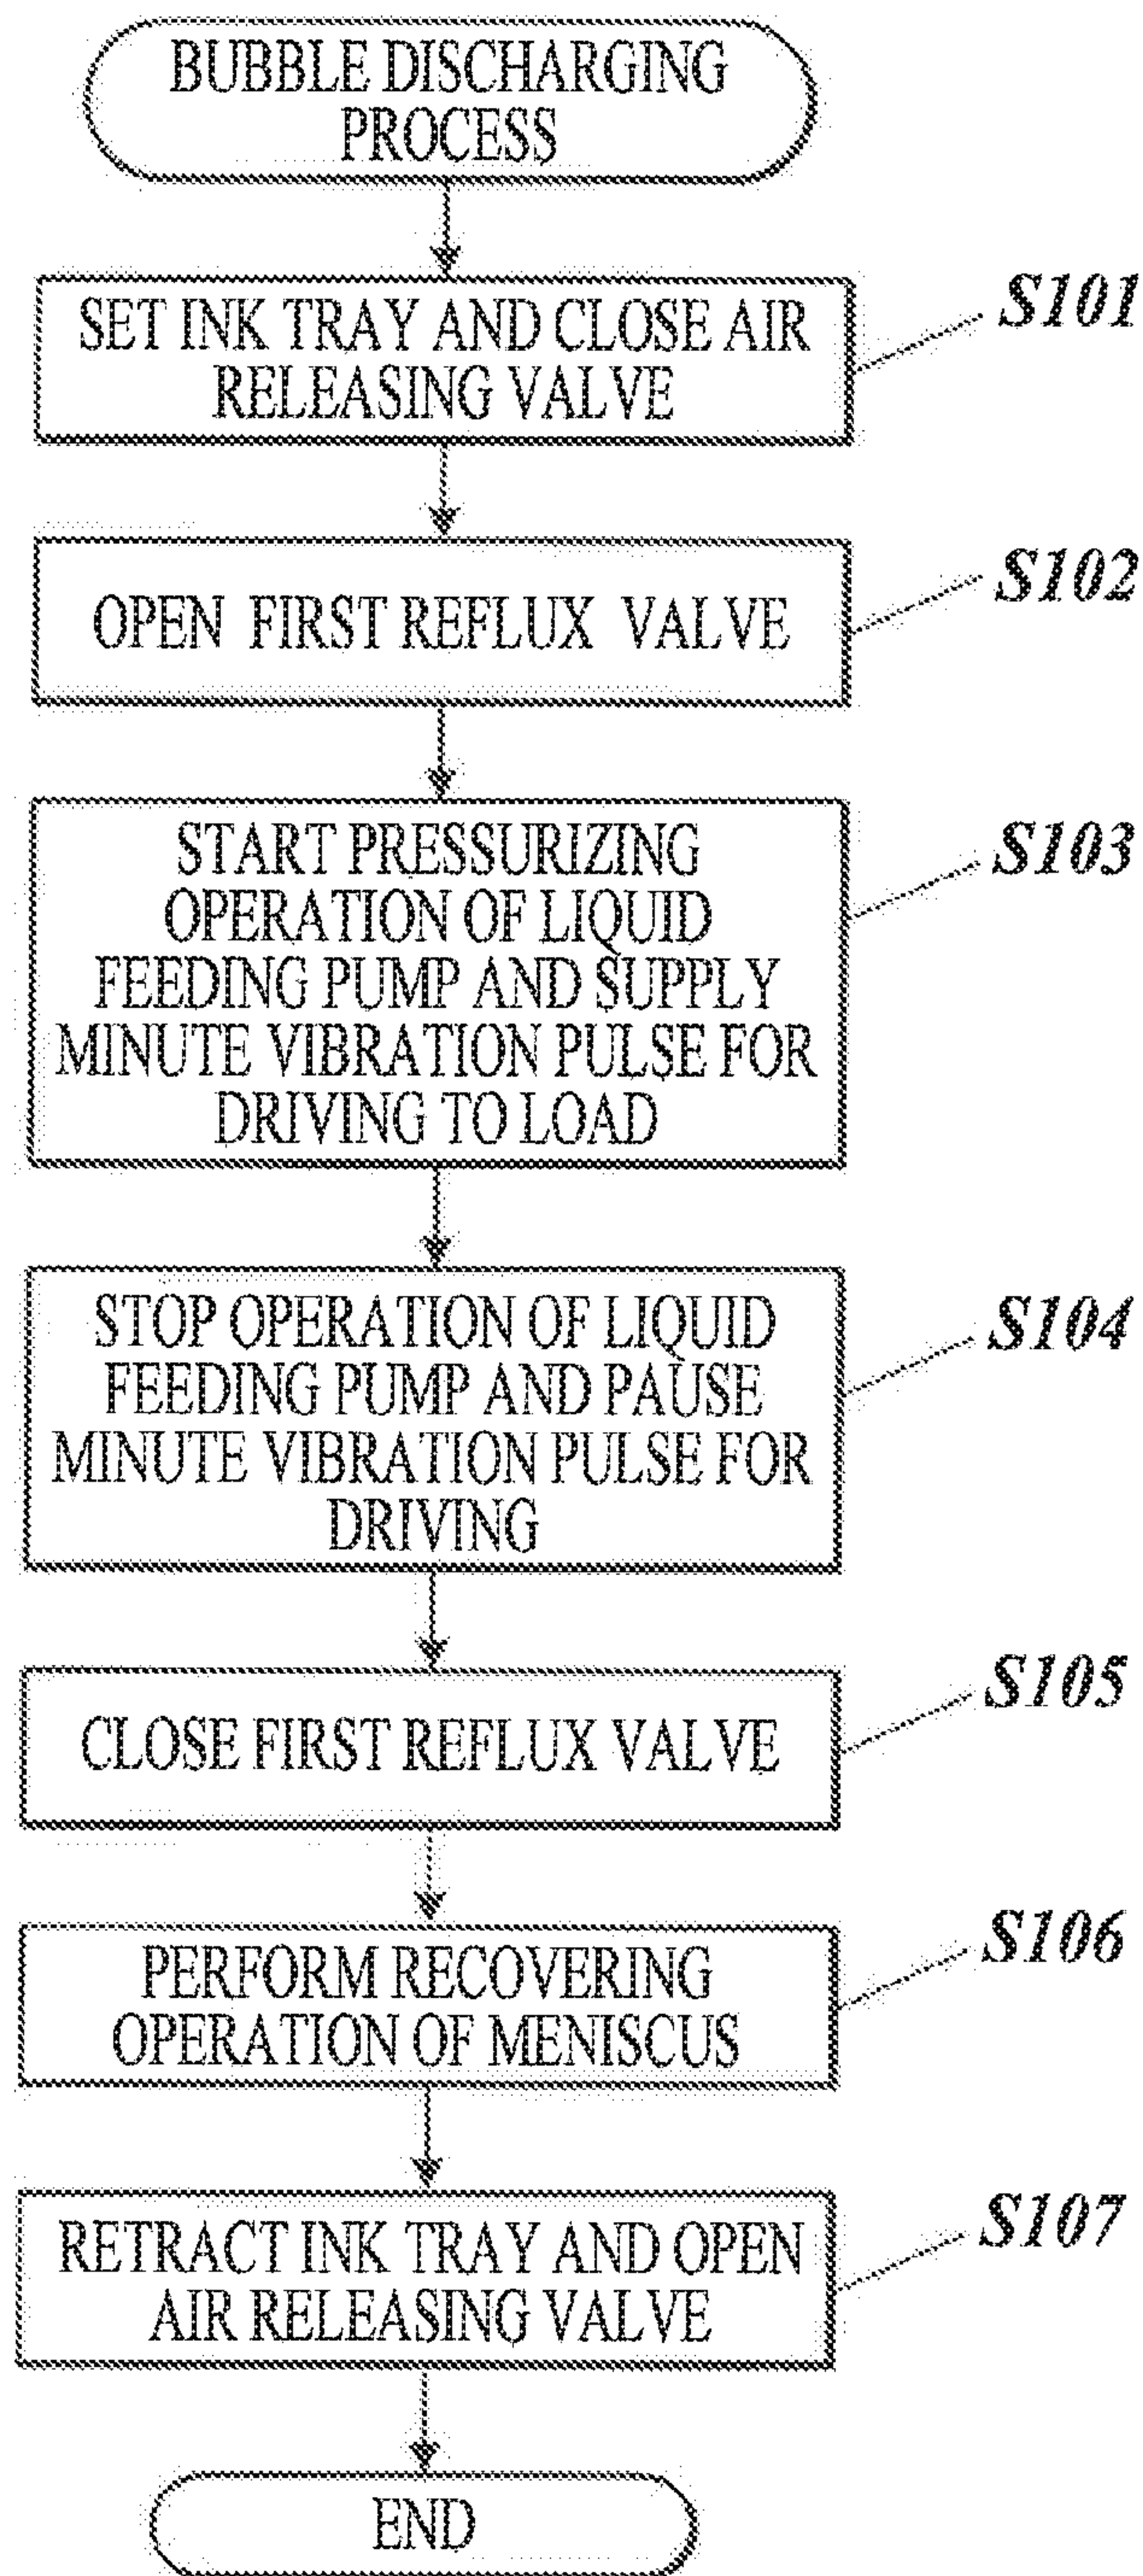 BUBBLE DISCHARGING
PROCESS
SET INK TRAY AND CLOSE AIR
RELEASING VALVE
S101
OPEN FIRST REFLUX VALVE
S102
START PRESSURIZING
OPERATION OF LIQUID
FEEDING PUMP AND SUPPLY
MINUTE VIBRATION PULSE FOR
DRIVING TO LOAD
S103
STOP OPERATION OF LIQUID
FEEDING PUMP AND PAUSE
MINUTE VIBRATION PULSE FOR
DRIVING
S104
CLOSE FIRST REFLUX VALVE
S105
PERFORM RECOVERING
OPERATION OF MENISCUS
S106
RETRACT INK TRAY AND OPEN
AIR RELEASING VALVE
S107
END